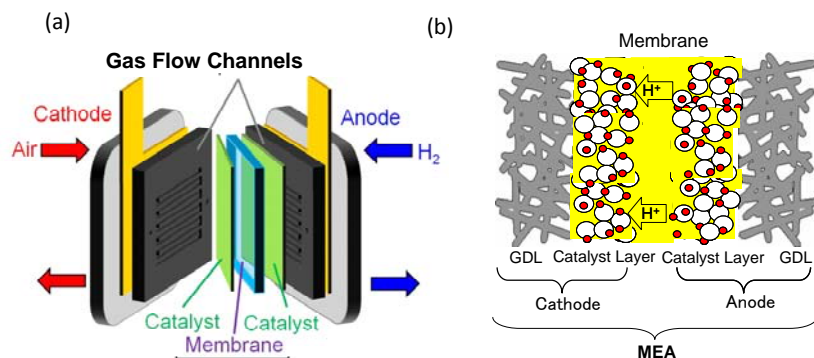 (a)
Gas Flow Channels
Cathode
Anode
Air
H2
Catalyst
Catalyst
Membrane
(b)
Membrane
H+
H+
GDL Catalyst Layer Catalyst Layer GDL
Cathode
Anode
MEA